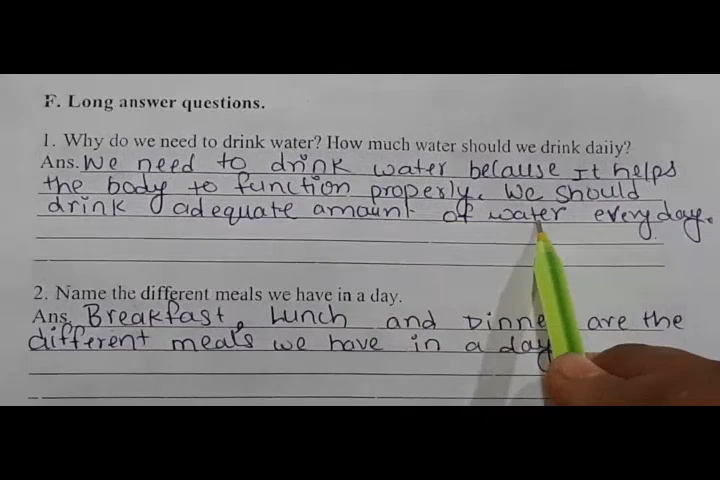 F. Long answer questions.
1. Why do we need to drink water? How much water should we drink daily?
Ans. We need to drink water because It helps
the body to function properly. We should
drink adequate amount of water every day.
2. Name the different meals we have in a day.
Ans. Breakfast, Lunch and Dinne are the
different meals we have in a day